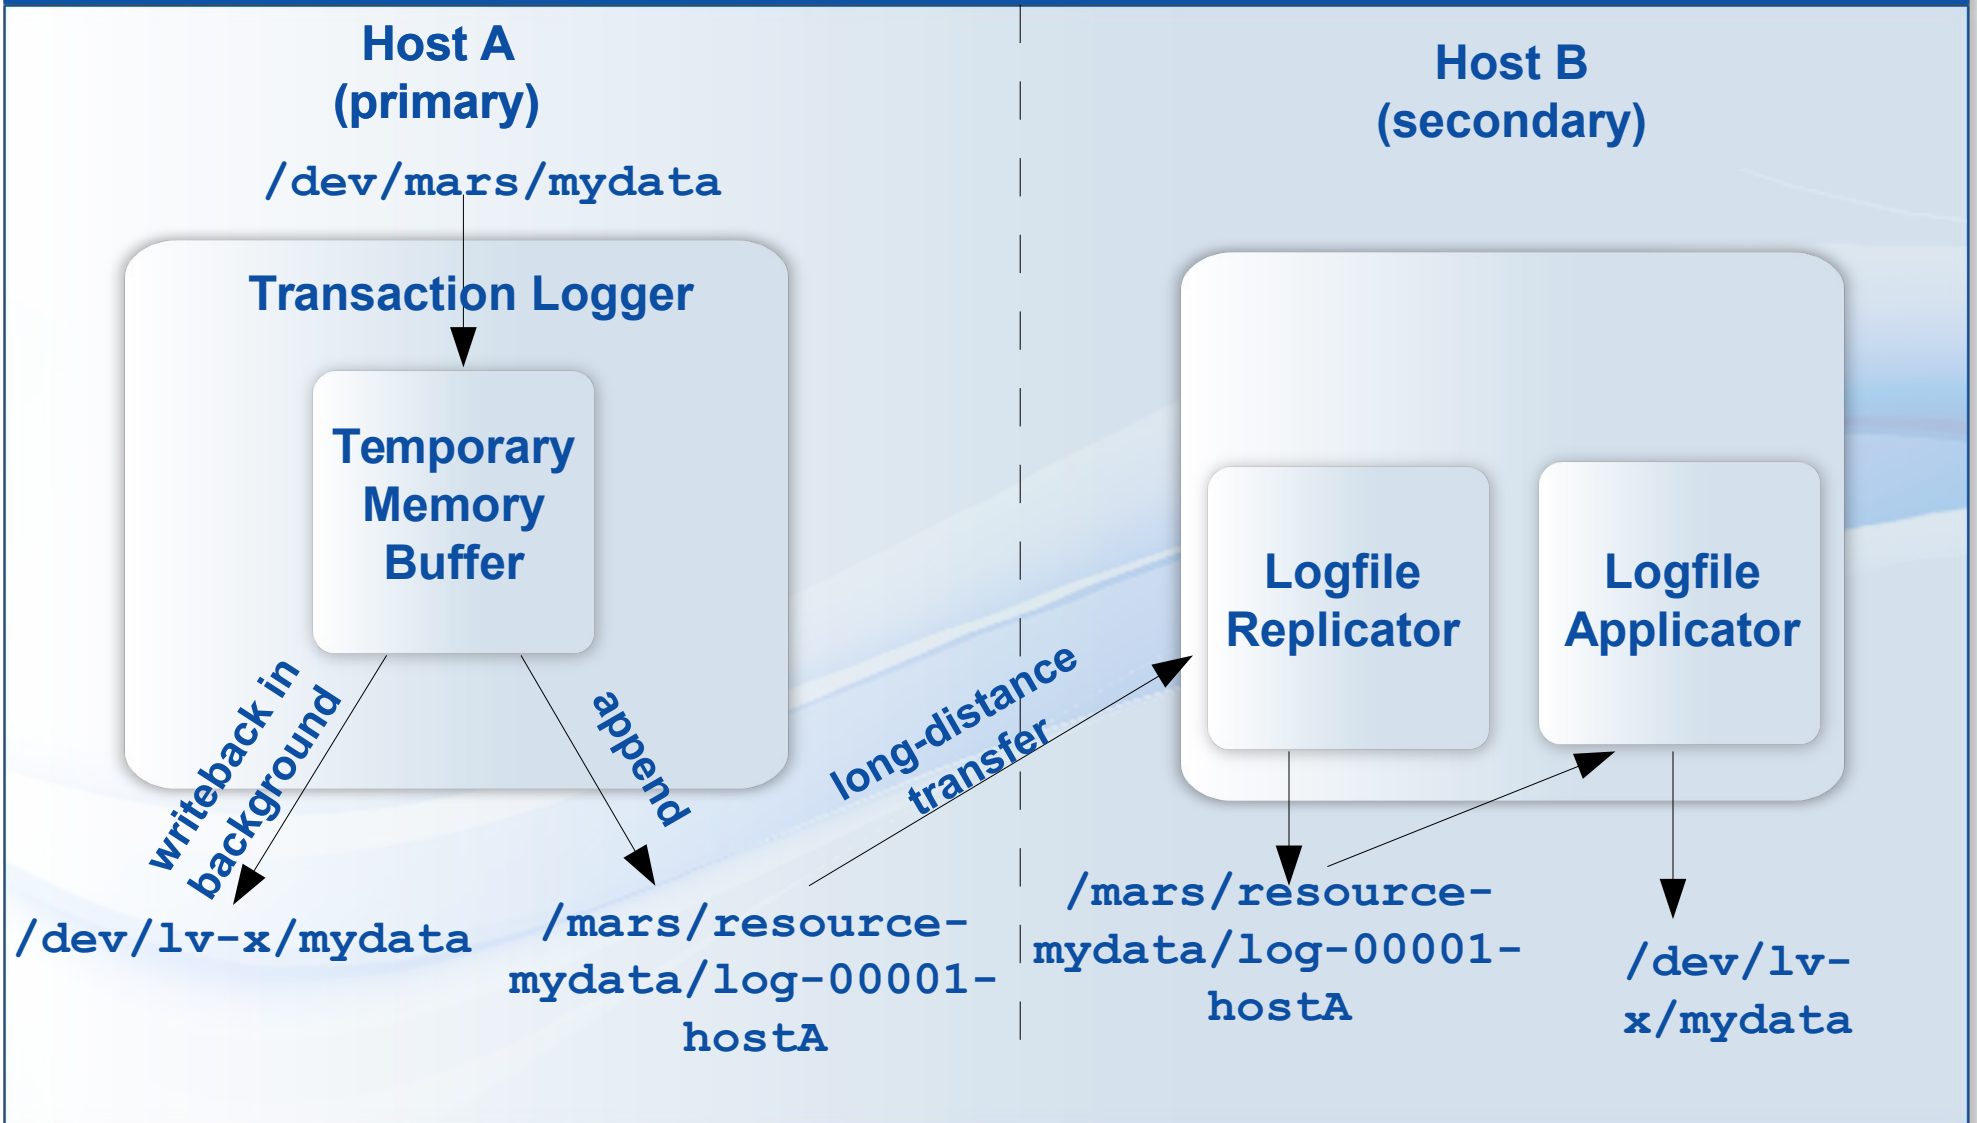 Host A
(primary)
/dev/mars/mydata
Transaction Logger
Temporary
Memory
Buffer
writeback in
background
append
/dev/lv-x/mydata
/mars/resource-
mydata/log-00001-
hostA
long-distance
transfer
Host B
(secondary)
Logfile
Replicator
Logfile
Applicator
/mars/resource-
mydata/log-00001-
hostA
/dev/lv-
x/mydata